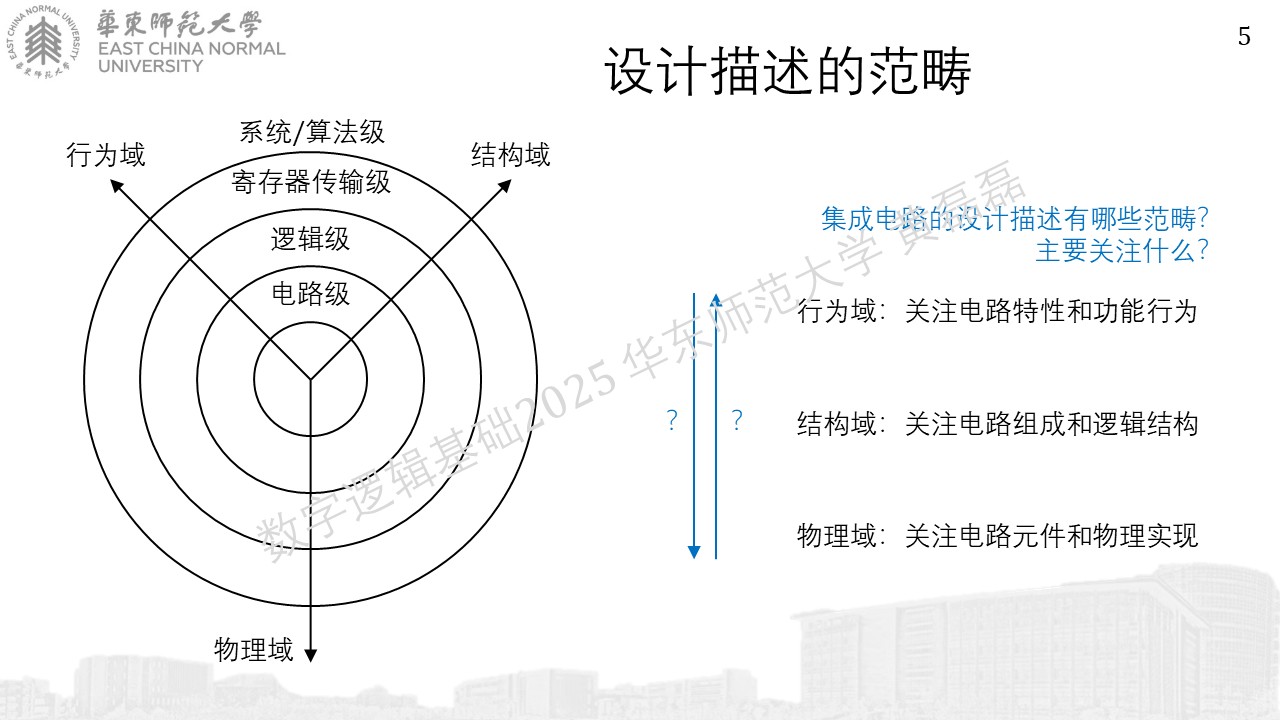 華東師範大學
EAST CHINA NORMAL
UNIVERSITY
EAST CHINA NORMAL UNIVERSITY
華東师范大学
5
设计描述的范畴
系统/算法级
行为域
结构域
寄存器传输级
逻辑级
电路级
物理域
集成电路的设计描述有哪些范畴?
主要关注什么?
行为域：关注电路特性和功能行为
?
?
结构域：关注电路组成和逻辑结构
物理域：关注电路元件和物理实现
数字逻辑基础2025 华东师范大学 黄磊磊